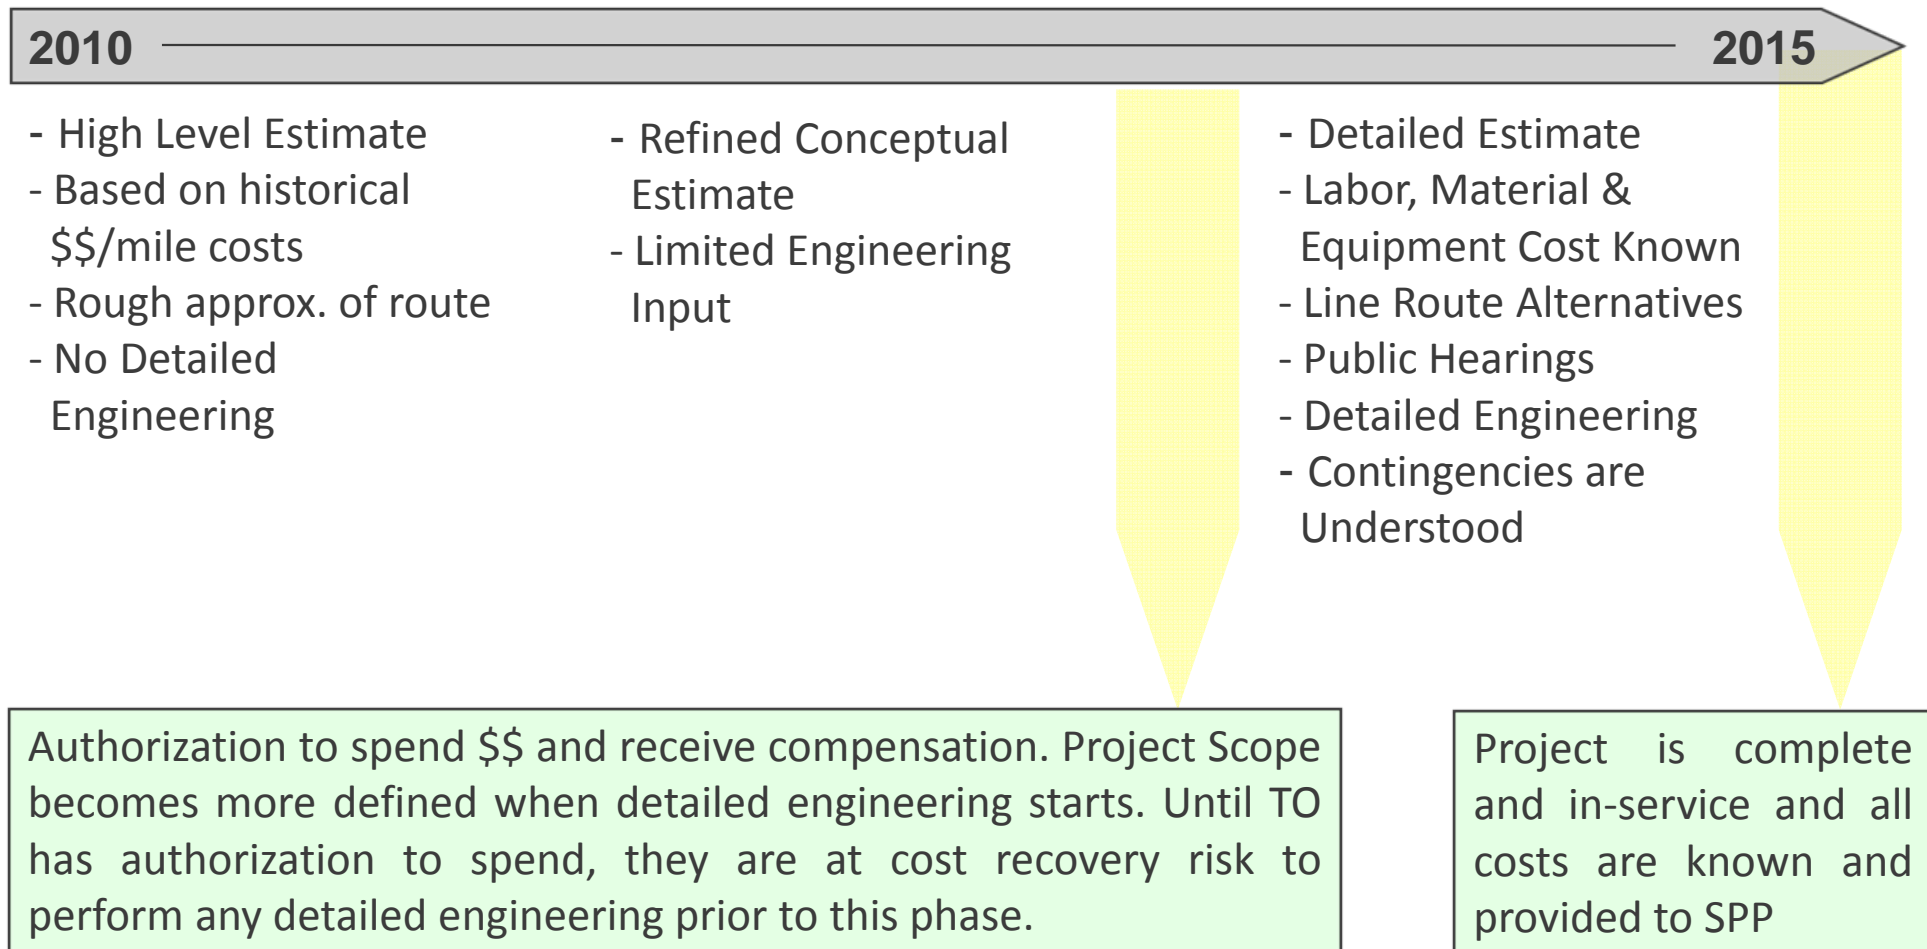 2010
2015
- High Level Estimate
- Based on historical
$$/mile costs
- Rough approx. of route
- No Detailed
Engineering
- Refined Conceptual
Estimate
- Limited Engineering
Input
- Detailed Estimate
- Labor, Material &
Equipment Cost Known
- Line Route Alternatives
- Public Hearings
- Detailed Engineering
- Contingencies are
Understood
Authorization to spend $$ and receive compensation. Project Scope
becomes more defined when detailed engineering starts. Until TO
has authorization to spend, they are at cost recovery risk to
perform any detailed engineering prior to this phase.
Project is complete
and in-service and all
costs are known and
provided to SPP